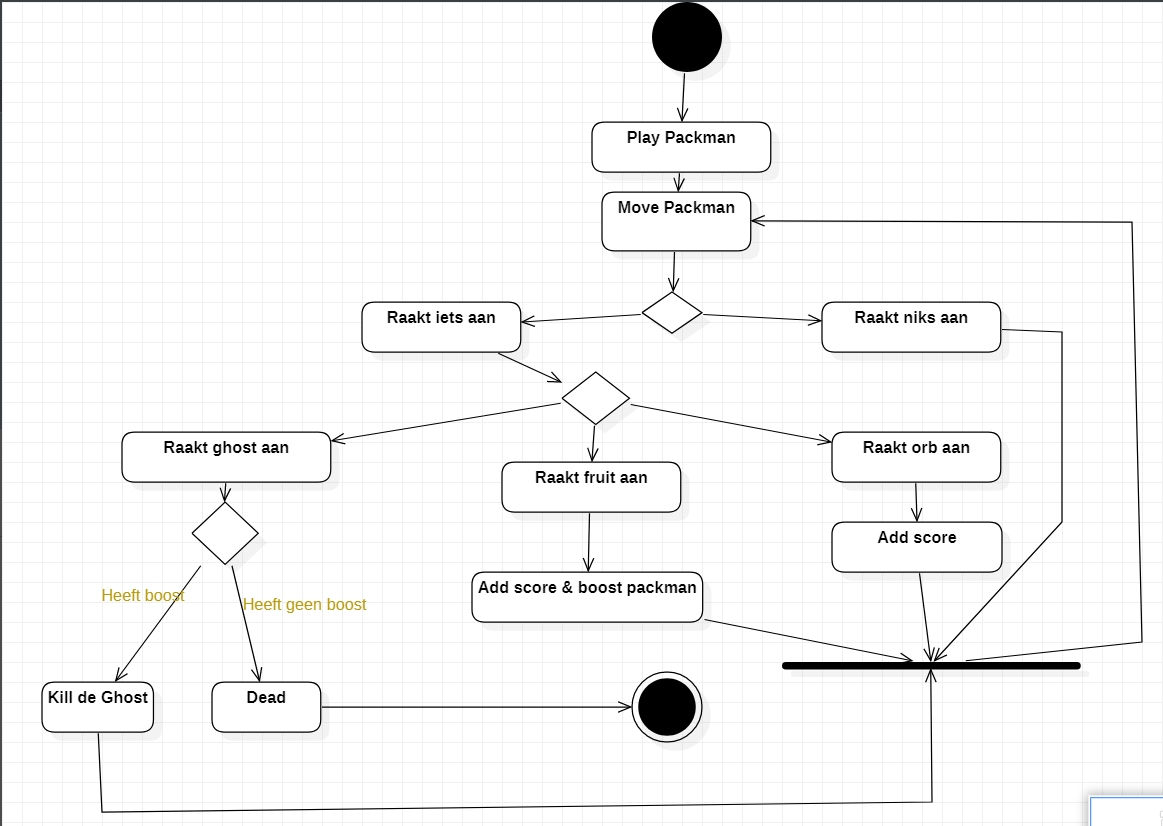 Play Packman
Move Packman
Raakt iets aan
Raakt niks aan
Raakt ghost aan
Raakt fruit aan
Raakt orb aan
Add score
Add score & boost packman
Heeft boost
Heeft geen boost
Kill de Ghost
Dead